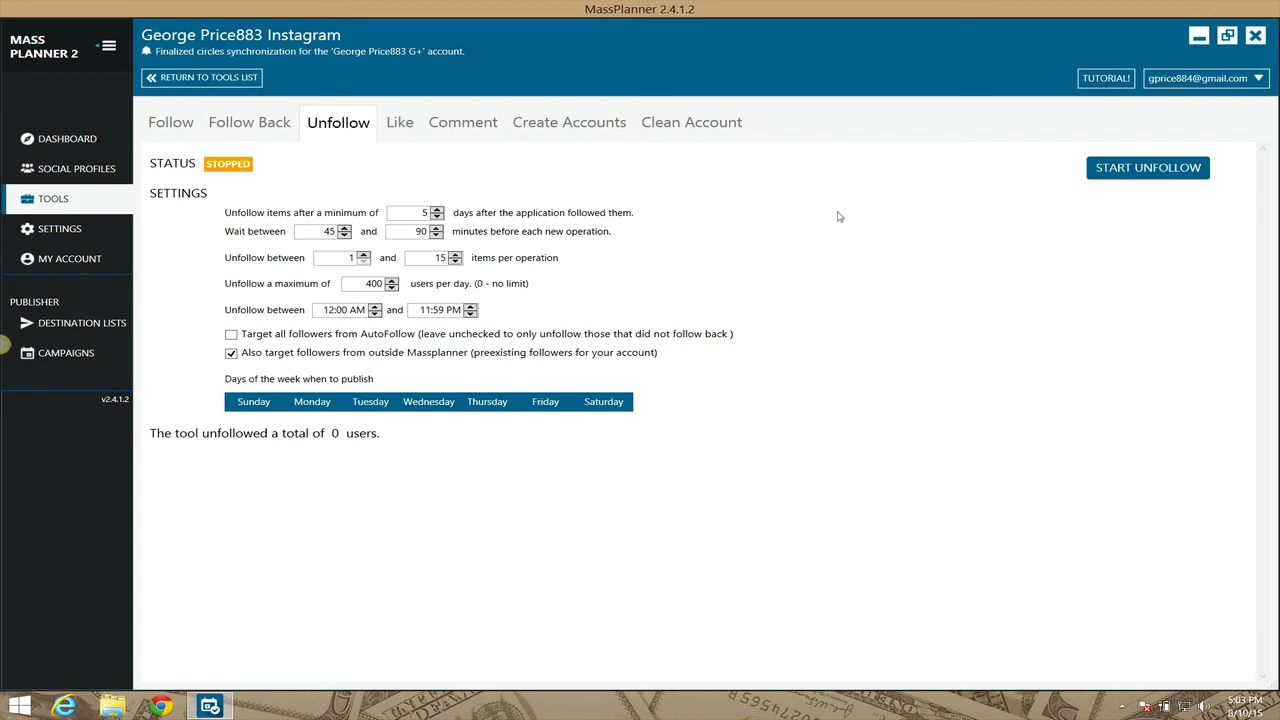 MassPlanner 2.4.1.2
MASS
PLANNER 2
George Price883 Instagram
Finalized circles synchronization for the 'George Price883 G+' account.
RETURN TO TOOLS LIST
TUTORIAL!
gprice884@gmail.com
DASHBOARD
SOCIAL PROFILES
TOOLS
SETTINGS
MY ACCOUNT
PUBLISHER
DESTINATION LISTS
CAMPAIGNS
v2.4.1.2
Follow Follow Back Unfollow Like Comment Create Accounts Clean Account
STATUS STOPPED
START UNFOLLOW
SETTINGS
Unfollow items after a minimum of 5 days after the application followed them.
Wait between 45 and 90 minutes before each new operation.
Unfollow between 1 and 15 items per operation
Unfollow a maximum of 400 users per day. (0 - no limit)
Unfollow between 12:00 AM and 11:59 PM
Target all followers from AutoFollow (leave unchecked to only unfollow those that did not follow back )
Also target followers from outside Massplanner (preexisting followers for your account)
Days of the week when to publish
Sunday Monday Tuesday Wednesday Thursday Friday Saturday
The tool unfollowed a total of 0 users.
5:03 PM
8/10/15